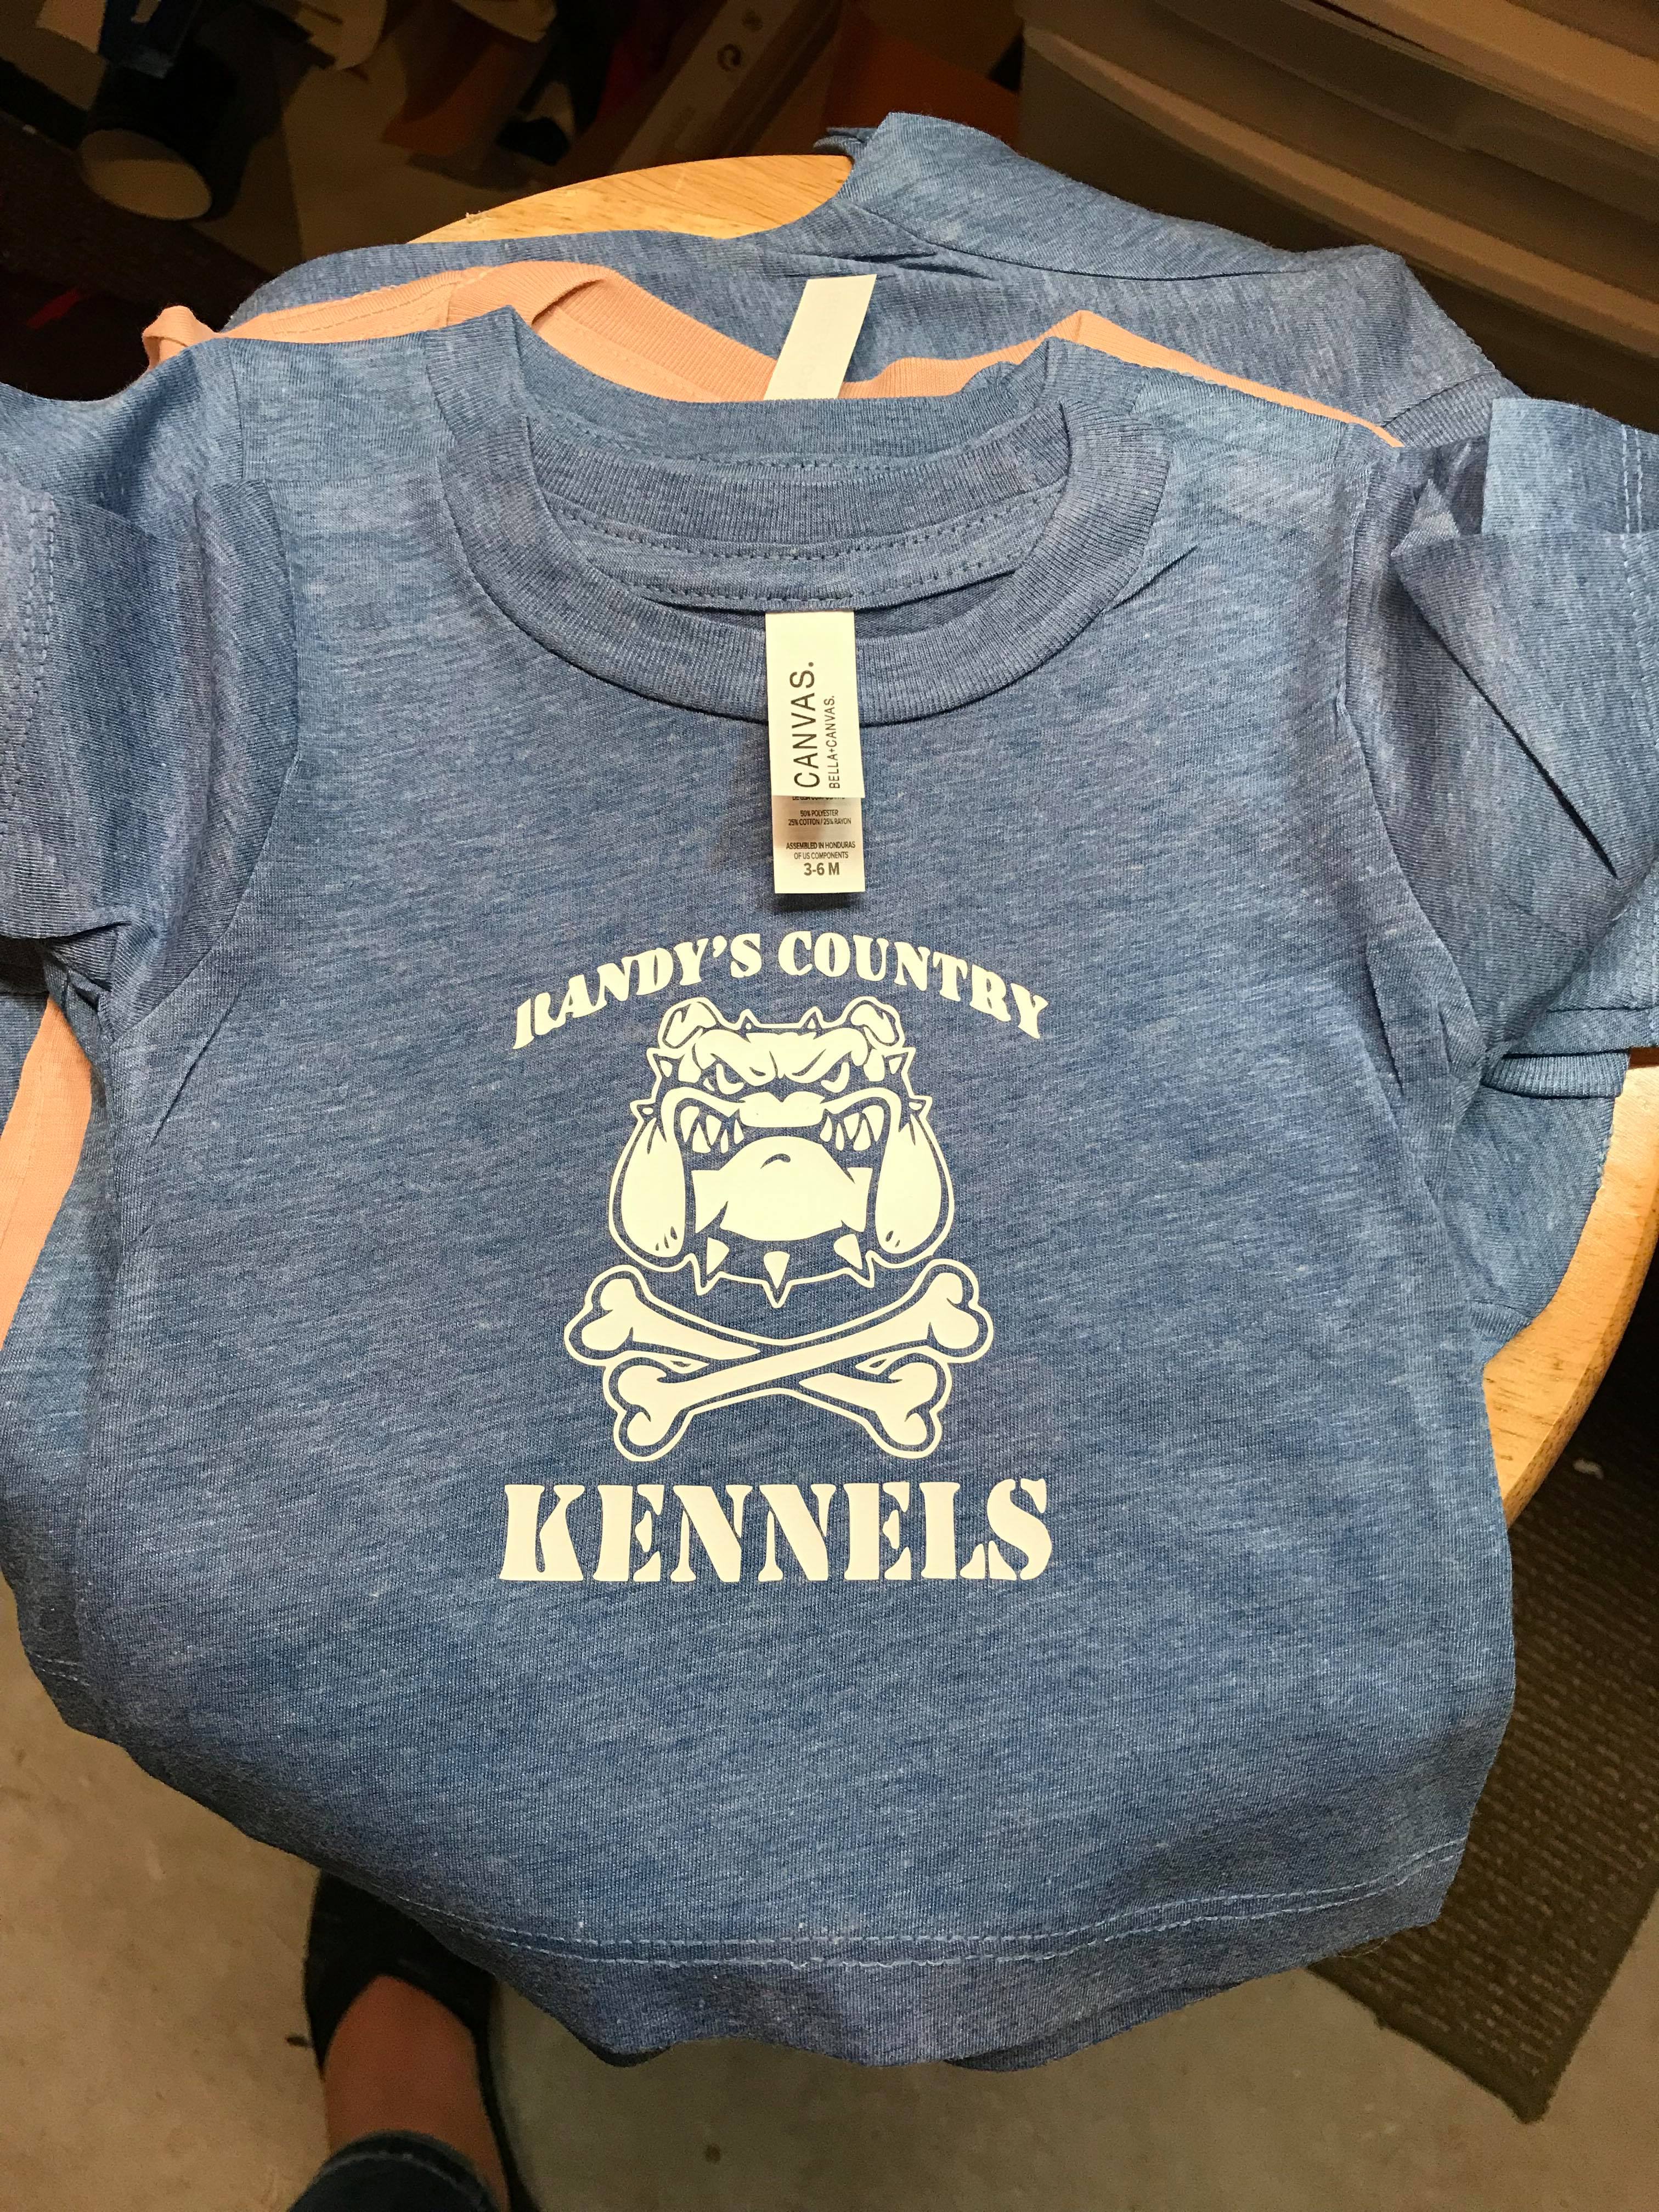 CANVAS.
BELLA+CANVAS.
50% POLYESTER
25% COTTON / 25% RAYON
ASSEMBLED IN HONDURAS
OF US COMPONENTS
3-6 M
RANDY'S COUNTRY
KENNELS